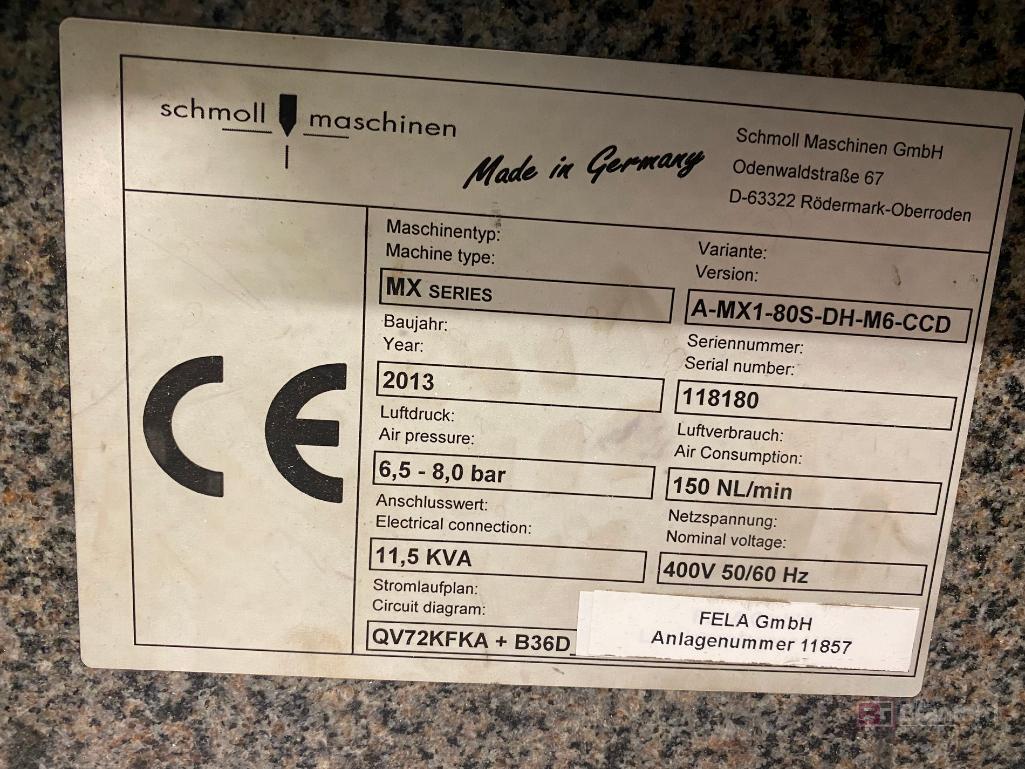 schmoll maschinen
Made in Germany
Schmoll Maschinen GmbH
Odenwaldstraße 67
D-63322 Rödermark-Oberroden
CE
Maschinentyp:
Machine type:
MX SERIES
Variante:
Version:
A-MX1-80S-DH-M6-CCD
Baujahr:
Year:
2013
Seriennummer:
Serial number:
118180
Luftdruck:
Air pressure:
6,5 - 8,0 bar
Luftverbrauch:
Air Consumption:
150 NL/min
Anschlusswert:
Electrical connection:
11,5 KVA
Netzspannung:
Nominal voltage:
400V 50/60 Hz
Stromlaufplan:
Circuit diagram:
QV72KFKA + B36D
FELA GmbH
Anlagenummer 11857